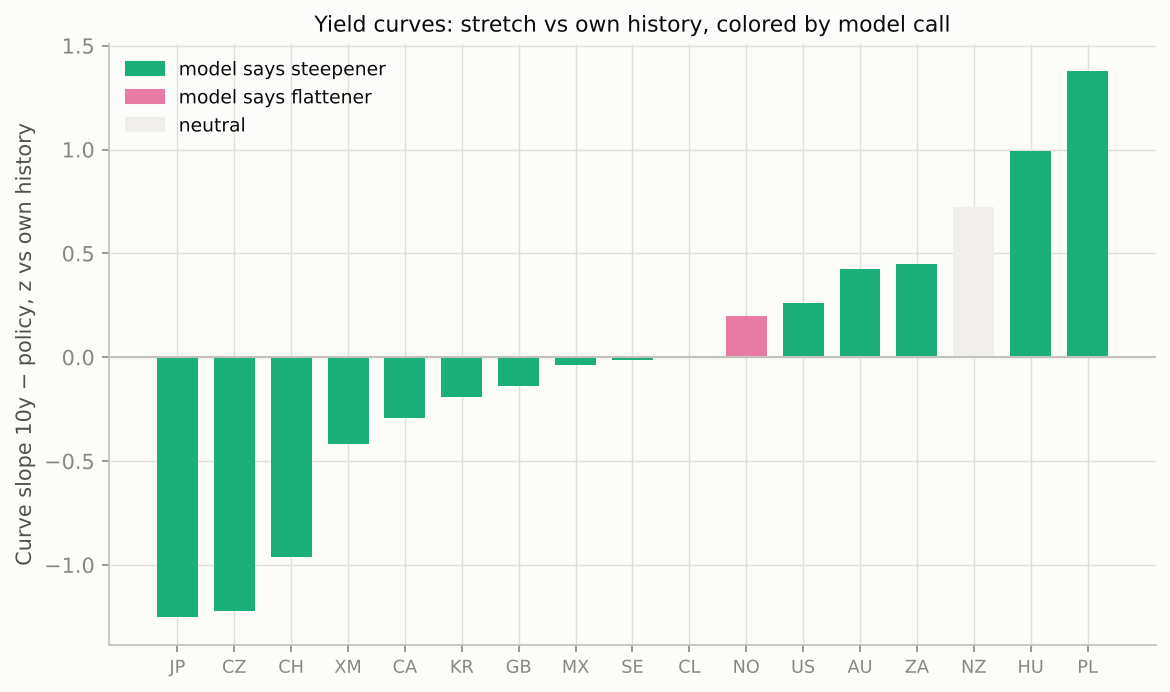 Yield curves: stretch vs own history, colored by model call
model says steepener
model says flattener
neutral
Curve slope 10y − policy, z vs own history
1.5
1.0
0.5
0.0
−0.5
−1.0
JP CZ CH XM CA KR GB MX SE CL NO US AU ZA NZ HU PL